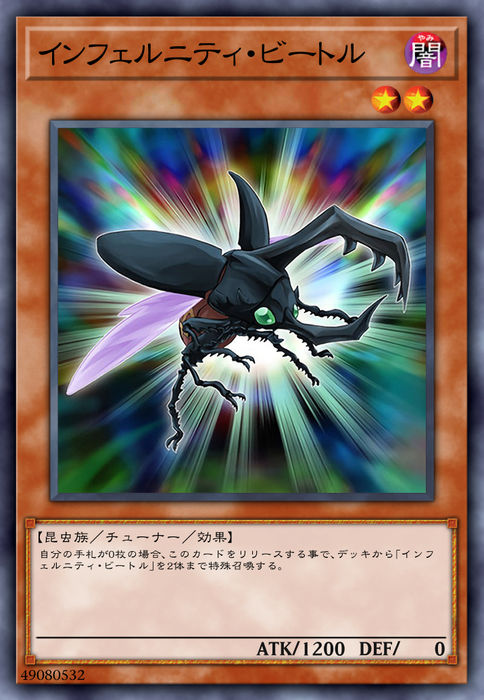 インフェルニティ・ビートル
やみ
闇
【昆虫族／チューナー／効果】
自分の手札が0枚の場合、このカードをリリースする事で、デッキから「インフ
ェルニティ・ビートル」を2体まで特殊召喚する。
ATK/1200 DEF/ 0
49080532